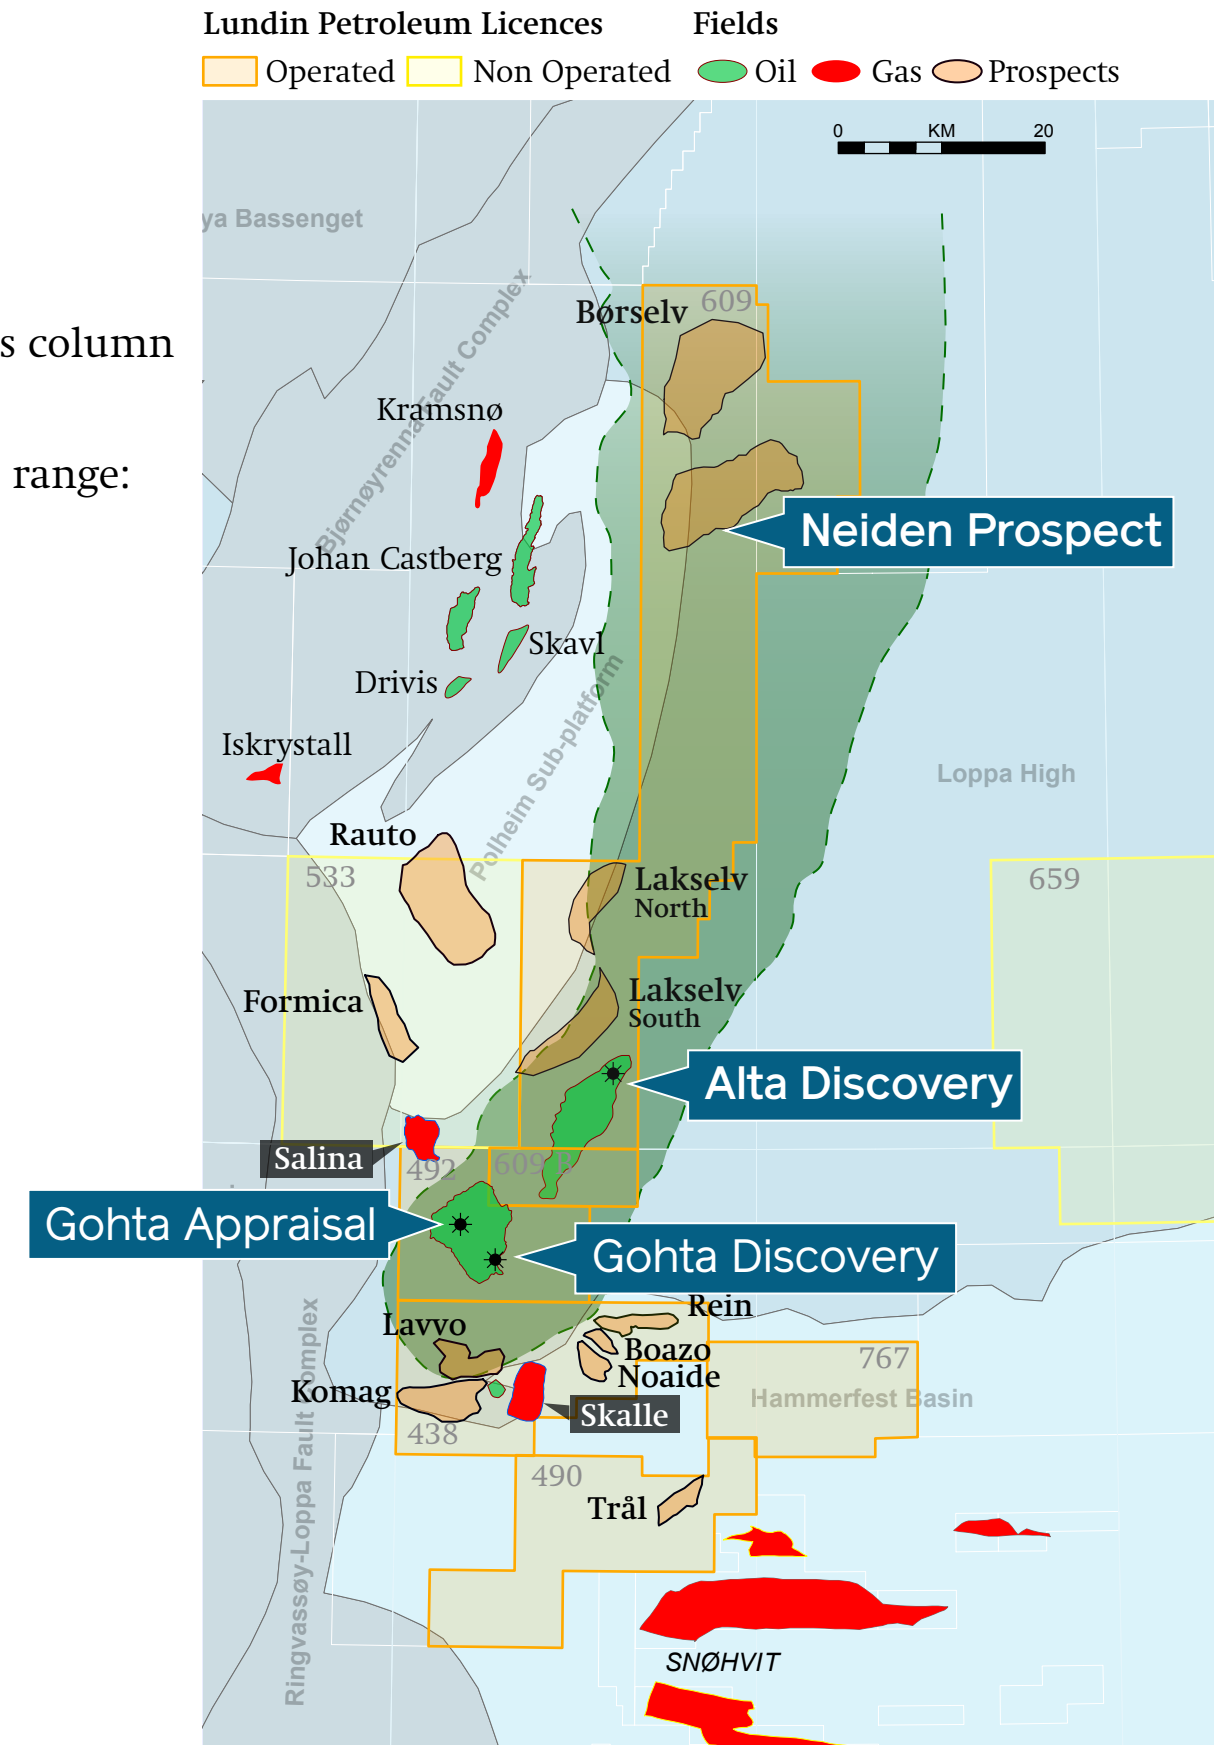 Lundin Petroleum Licences
Fields
Operated
Non Operated
Oil
Gas
Prospects
0
KM
20
ya Bassenget
Børselv
609
s column
Bjørnøyrenna Fault Complex
Kramsnø
range:
Neiden Prospect
Johan Castberg
Skavl
Drivis
Polheim Sub-platform
Iskrystall
Loppa High
Rauto
533
Lakselv
North
659
Formica
Lakselv
South
Alta Discovery
Salina
492
609 B
Gohta Appraisal
Gohta Discovery
Rein
Lavvo
Boazo
767
Noaide
Komag
Hammerfest Basin
Skalle
438
Ringvassøy-Loppa Fault Complex
490
Trål
SNØHVIT